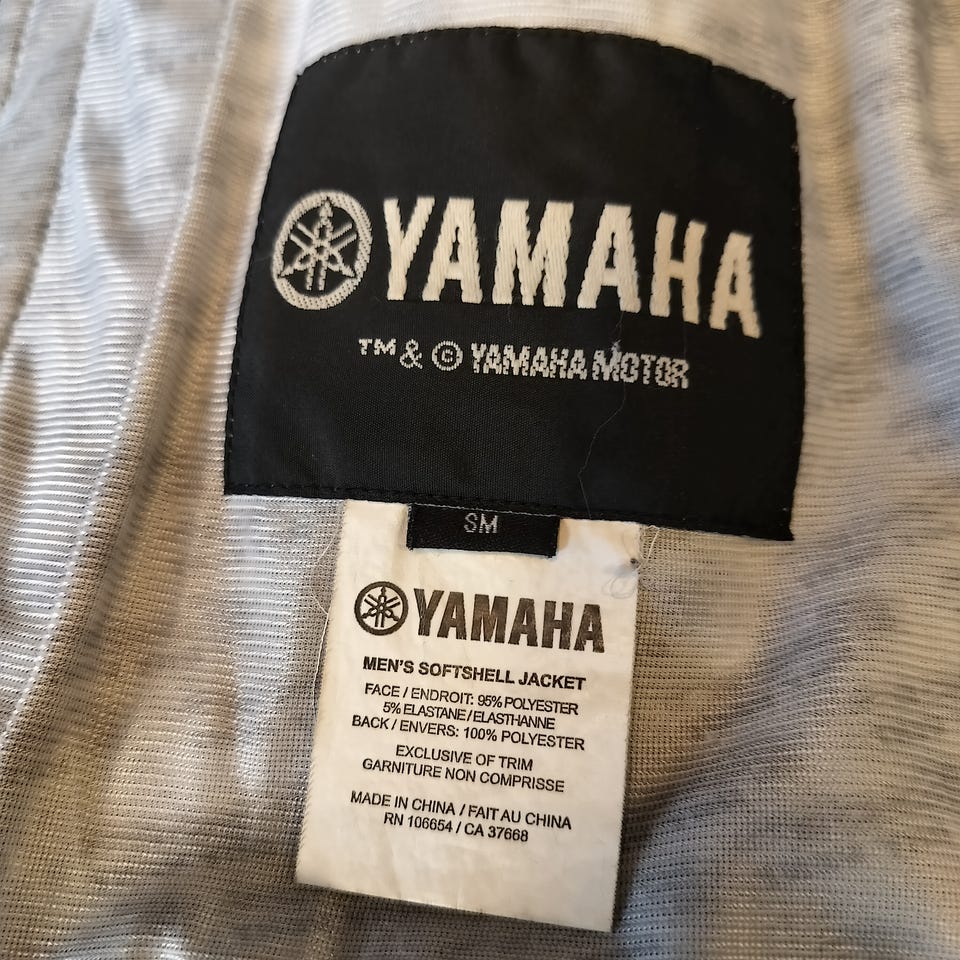 YAMAHA
™ & © YAMAHA MOTOR
SM
YAMAHA
MEN'S SOFTSHELL JACKET
FACE / ENDROIT: 95% POLYESTER
5% ELASTANE / ELASTHANNE
BACK / ENVERS: 100% POLYESTER
EXCLUSIVE OF TRIM
GARNITURE NON COMPRISSE
MADE IN CHINA / FAIT AU CHINA
RN 106654 / CA 37668